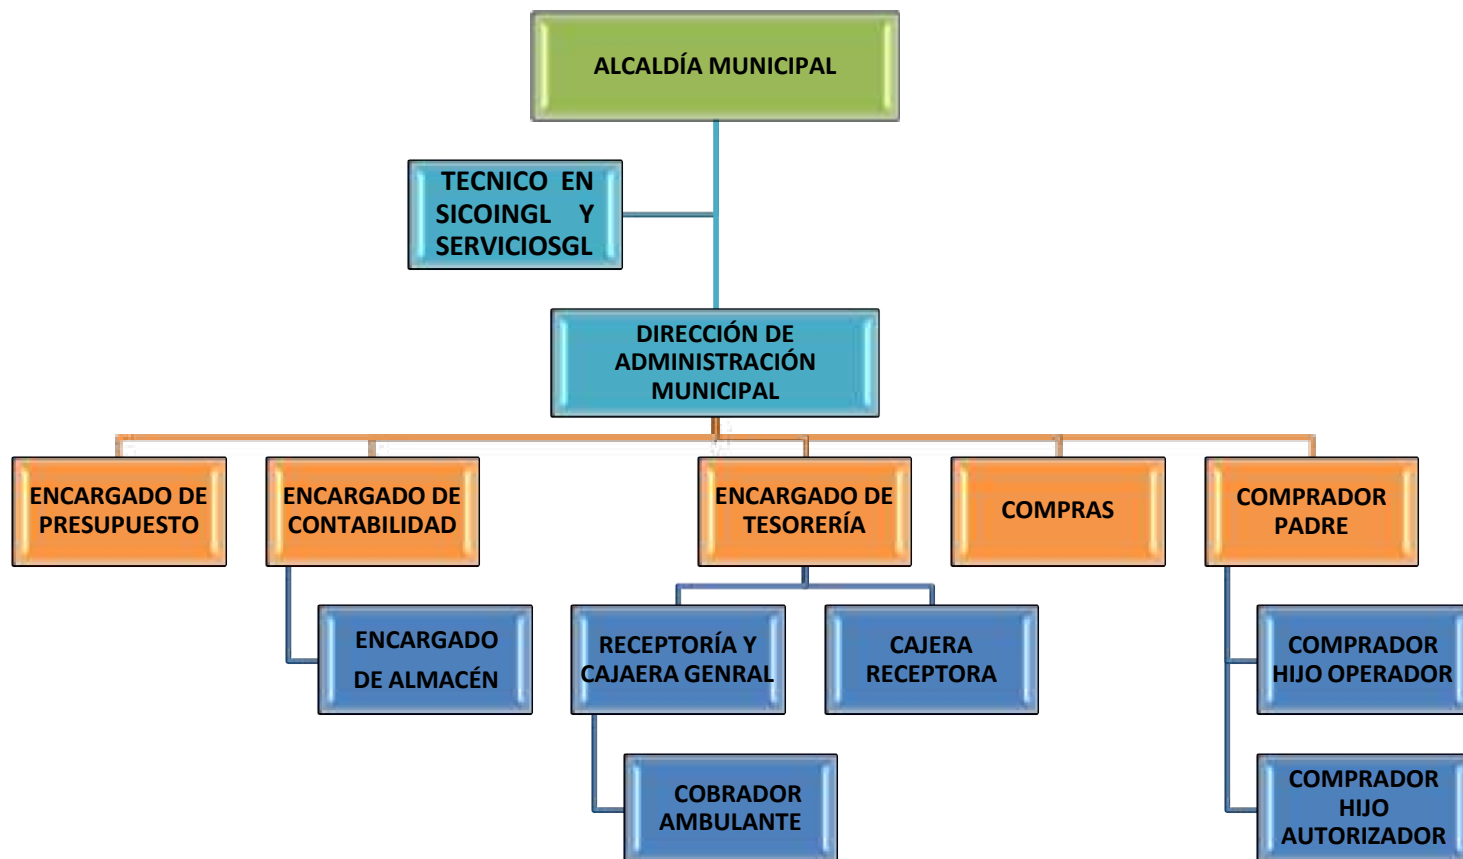 ALCALDÍA MUNICIPAL
TECNICO EN
SICOINGL Y
SERVICIOSGL
DIRECCIÓN DE
ADMINISTRACIÓN
MUNICIPAL
ENCARGADO DE
PRESUPUESTO
ENCARGADO DE
CONTABILIDAD
ENCARGADO DE
TESORERÍA
COMPRAS
COMPRADOR
PADRE
ENCARGADO
DE ALMACÉN
RECEPTORÍA Y
CAJAERA GENRAL
CAJERA
RECEPTORA
COMPRADOR
HIJO OPERADOR
COBRADOR
AMBULANTE
COMPRADOR
HIJO
AUTORIZADOR